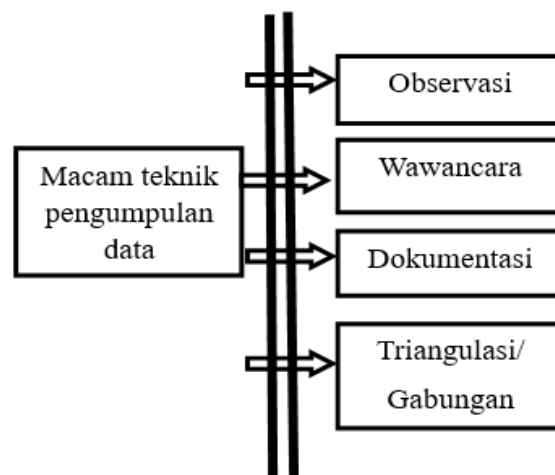 Macam teknik
pengumpulan
data
Observasi
Wawancara
Dokumentasi
Triangulasi/
Gabungan